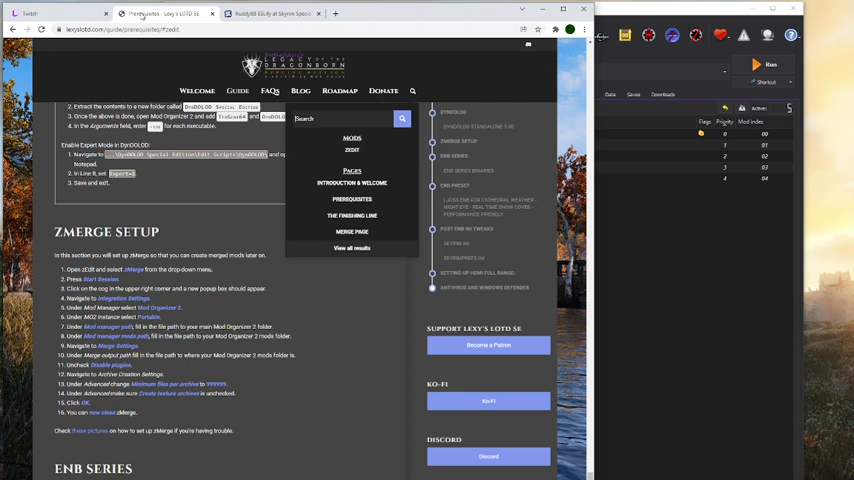 Twitch
Prerequisites - Lexy's LOTD SE
Ruddy88 ESLify at Skyrim Special
lexyslotd.com/guide/prerequisites/#zedit
LEGACY OF THE
DRAGONBORN
SPECIAL EDITION
WELCOME GUIDE FAQS BLOG ROADMAP DONATE
2. Extract the contents to a new folder called DynDOLOD Special Edition
3. Once the above is done, open Mod Organizer 2 and add TexGen64 and
4. In the Arguments field, enter for each executable.
Enable Expert Mode in DynDOLOD:
1. Navigate to ...\DynDOLOD Special Edition\Edit Scripts\DynDOLOD\ and
Notepad.
2. In Line 8, set Expert=1
3. Save and exit.
Search
MODS
ZEDIT
PAGES
INTRODUCTION & WELCOME
PREREQUISITES
THE FINISHING LINE
MERGE PAGE
View all results
ZMERGE SETUP
In this section you will set up zMerge so that you can create merged mods later on.
1. Open zEdit and select zMerge from the drop-down menu.
2. Press Start Session.
3. Click on the cog in the upper-right corner and a new popup box should appear.
4. Navigate to Integration Settings.
5. Under Mod Manager select Mod Organizer 2.
6. Under MO2 Instance select Portable.
7. Under Mod manager path, fill in the file path to your main Mod Organizer 2 folder.
8. Under Mod manager mods path, fill in the file path to your Mod Organizer 2 mods folder.
9. Navigate to Merge Settings.
10. Under Merge output path fill in the file path to where your Mod Organizer 2 mods folder is.
11. Uncheck Disable plugins.
12. Navigate to Archive Creation Settings.
13. Under Advanced change Minimum files per archive to 999999.
14. Under Advanced make sure Create texture archives is unchecked.
15. Click OK.
16. You can now close zMerge.
Check these pictures on how to set up zMerge if you're having trouble.
ENB SERIES
DYNDOLOD
DYNDOLOD STANDALONE 3.00
ZMERGE SETUP
ENB SERIES
ENB SERIES BINARIES
ENB PRESET
NIGHT EYE - REAL TIME SNOW COVER -
PERFORMANCE FRIENDLY
POST ENB INI TWEAKS
SKYRIM.INI
SKYRIMPREFS.INI
SETTING UP HDMI FULL RANGE:
ANTIVIRUS AND WINDOWS DEFENDER
SUPPORT LEXY'S LOTD SE
Become a Patron
KO-FI
Ko-Fi
DISCORD
Discord
Run
Shortcut
Data Saves Downloads
Active: 5
Flags Priority Mod Index
0 00
1 01
2 02
3 03
4 04